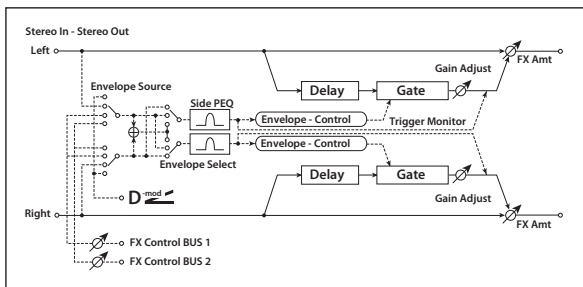 Stereo In - Stereo Out
Left
FX Amt
Envelope Source
Side PEQ
Delay
Gate
Gain Adjust
Envelope - Control
Trigger Monitor
Envelope - Control
Envelope Select
D-mod
Delay
Gate
Gain Adjust
Right
FX Amt
FX Control BUS 1
FX Control BUS 2